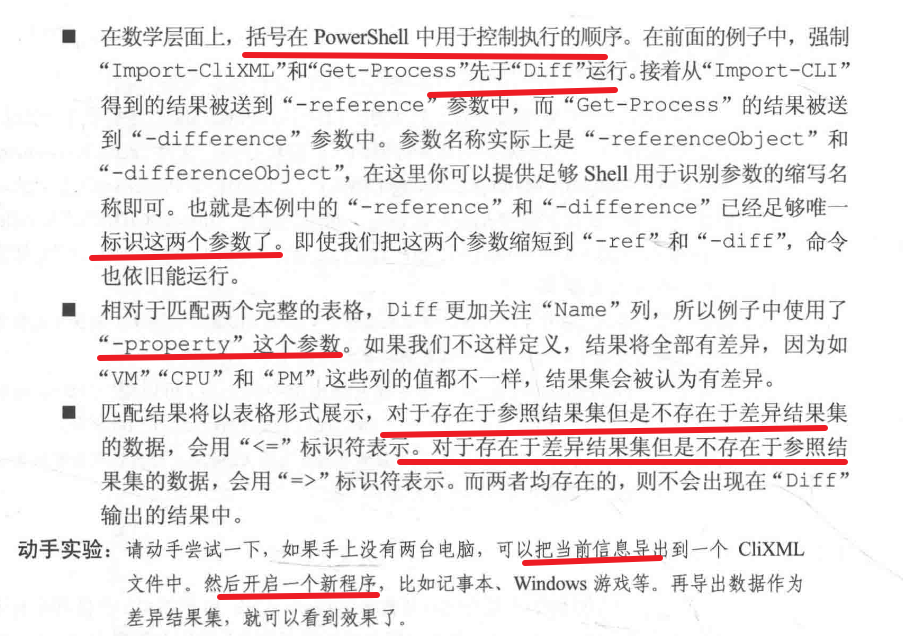 ■ 在数学层面上，括号在 PowerShell 中用于控制执行的顺序。在前面的例子中，强制
“Import-CliXML”和“Get-Process”先于“Diff”运行。接着从“Import-CLI”
得到的结果被送到“-reference”参数中，而“Get-Process”的结果被送
到“-difference”参数中。参数名称实际上是“-referenceObject”和
“-differenceObject”，在这里你可以提供足够 Shell 用于识别参数的缩写名
称即可。也就是本例中的“-reference”和“-difference”已经足够唯一
标识这两个参数了。即使我们把这两个参数缩短到“-ref”和“-diff”，命令
也依旧能运行。
■ 相对于匹配两个完整的表格，Diff 更加关注“Name”列，所以例子中使用了
“-property”这个参数。如果我们不这样定义，结果将全部有差异，因为如
“VM”“CPU”和“PM”这些列的值都不一样，结果集会被认为有差异。
■ 匹配结果将以表格形式展示，对于存在于参照结果集但是不存在于差异结果集
的数据，会用“<=”标识符表示。对于存在于差异结果集但是不存在于参照结
果集的数据，会用“=>”标识符表示。而两者均存在的，则不会出现在“Diff”
输出的结果中。
动手实验：请动手尝试一下，如果手上没有两台电脑，可以把当前信息导出到一个 CliXML
文件中。然后开启一个新程序，比如记事本、Windows 游戏等。再导出数据作为
差异结果集，就可以看到效果了。